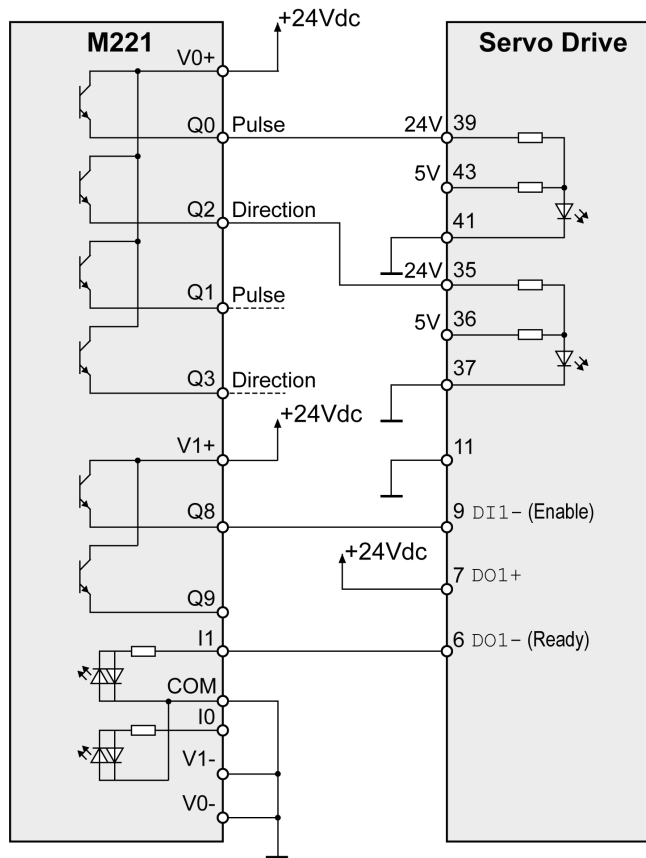 +24Vdc
M221
Servo Drive
V0+
Q0 Pulse
24V 39
5V 43
Q2 Direction
41
24V 35
Q1 Pulse
5V 36
37
Q3 Direction
+24Vdc
V1+
11
Q8
9 DI1- (Enable)
+24Vdc
7 DO1+
Q9
I1
6 DO1- (Ready)
COM
I0
V1-
V0-